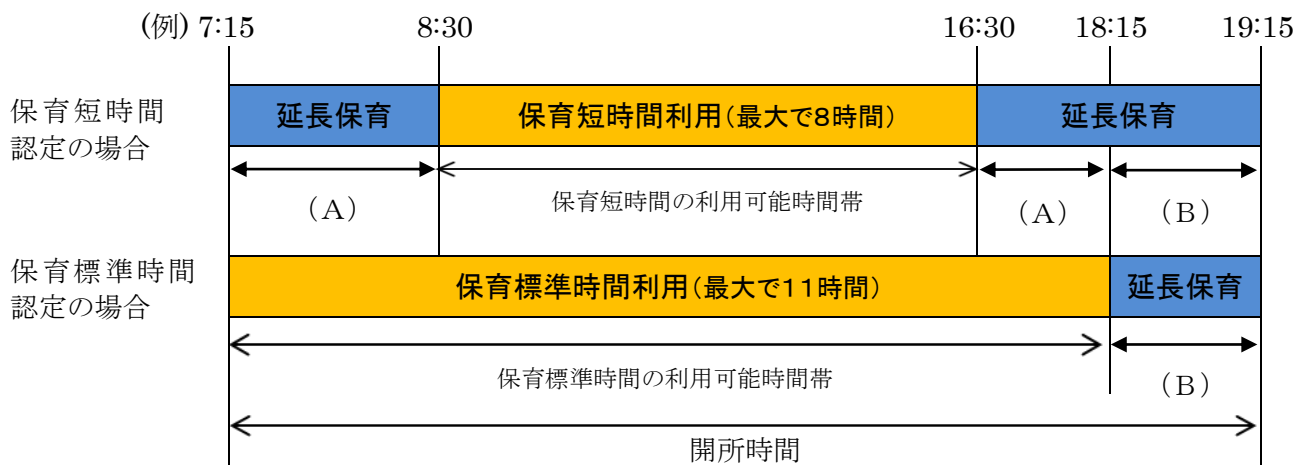 (例) 7:15 8:30 16:30 18:15 19:15
保育短時間
認定の場合
延長保育 保育短時間利用(最大で8時間) 延長保育
(A) 保育短時間の利用可能時間帯 (A) (B)
保育標準時間
認定の場合
保育標準時間利用(最大で11時間) 延長保育
保育標準時間の利用可能時間帯 (B)
開所時間